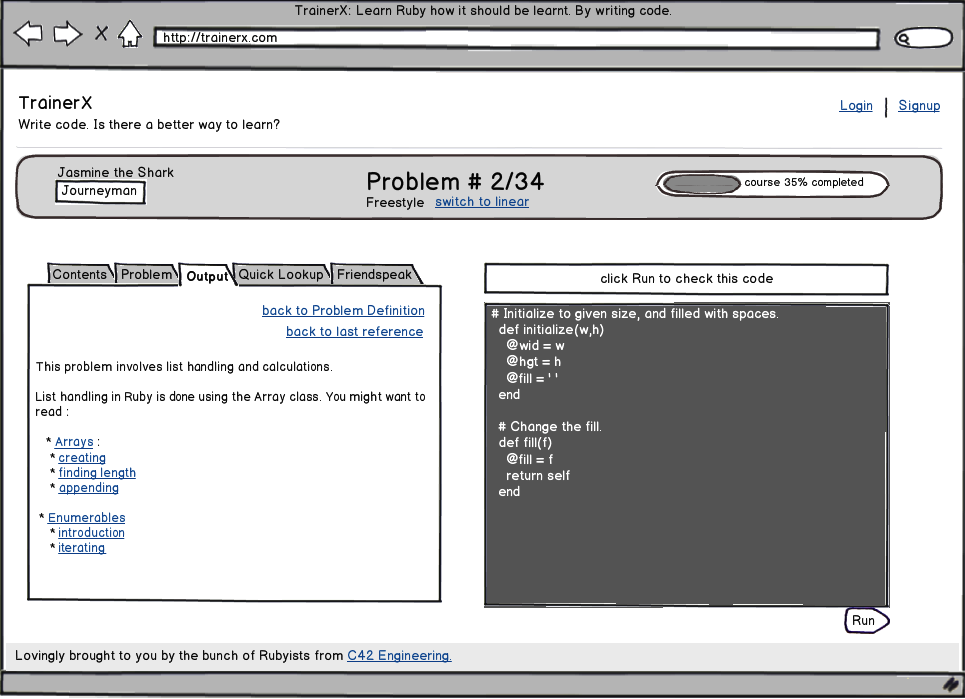 TrainerX: Learn Ruby how it should be learnt. By writing code.
http://trainerx.com
TrainerX
Login | Signup
Write code. Is there a better way to learn?
Jasmine the Shark
Journeyman
Problem # 2/34
Freestyle switch to linear
course 35% completed
Contents Problem Output Quick Lookup Friendspeak
back to Problem Definition
back to last reference
This problem involves list handling and calculations.
List handling in Ruby is done using the Array class. You might want to
read :
* Arrays :
* creating
* finding length
* appending
* Enumerables
* introduction
* iterating
click Run to check this code
# Initialize to given size, and filled with spaces.
def initialize(w,h)
@wid = w
@hgt = h
@fill = ' '
end
# Change the fill.
def fill(f)
@fill = f
return self
end
Run
Lovingly brought to you by the bunch of Rubyists from C42 Engineering.